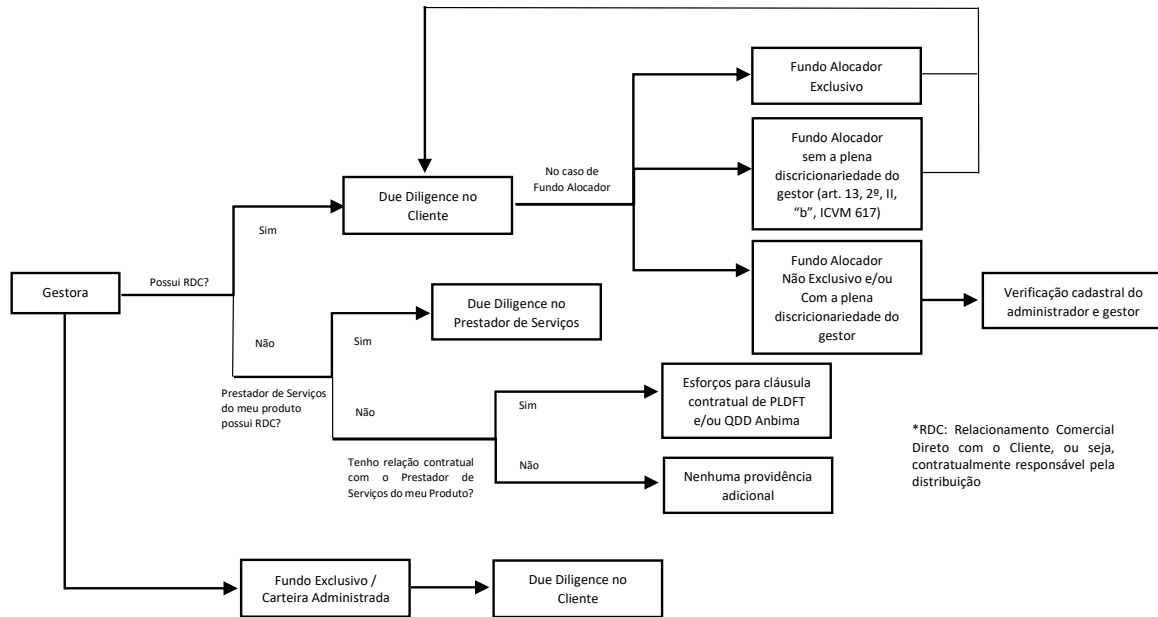 Fundo Alocador
Exclusivo
Fundo Alocador
sem a plena
discricionariedade do
gestor (art. 13, 2º, II,
“b”, ICVM 617)
No caso de
Fundo Alocador
Due Diligence no
Cliente
Sim
Fundo Alocador
Não Exclusivo e/ou
Com a plena
discricionariedade do
gestor
Verificação cadastral do
administrador e gestor
Gestora
Possui RDC?
Due Diligence no
Prestador de Serviços
Não
Sim
Prestador de Serviços
do meu produto
possui RDC?
Não
Sim
Esforços para cláusula
contratual de PLDFT
e/ou QDD Anbima
*RDC: Relacionamento Comercial
Direto com o Cliente, ou seja,
contratualmente responsável pela
distribuição
Tenho relação contratual
com o Prestador de
Serviços do meu Produto?
Não
Nenhuma providência
adicional
Fundo Exclusivo /
Carteira Administrada
Due Diligence no
Cliente